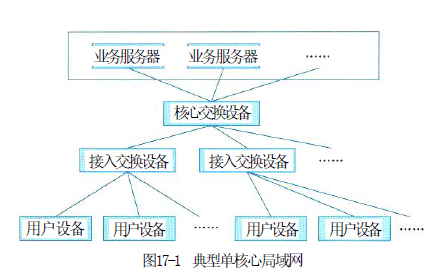 业务服务器 业务服务器 ……
核心交换设备
接入交换设备 接入交换设备 ……
用户设备 用户设备 …… 用户设备 用户设备 ……
图17-1 典型单核心局域网